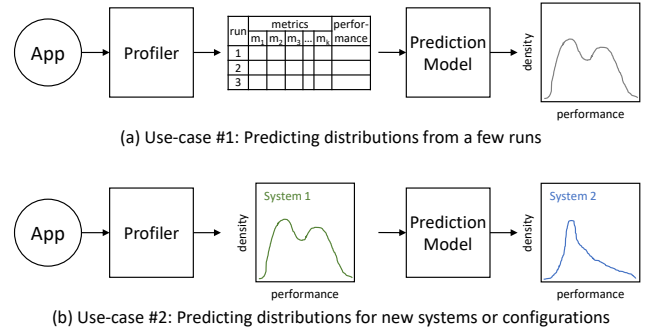 App
Profiler
run metrics perfor-
mance
m1 m2 m3 ... mk
1
2
3
Prediction
Model
density
performance
(a) Use-case #1: Predicting distributions from a few runs
App
Profiler
System 1
density
performance
Prediction
Model
System 2
density
performance
(b) Use-case #2: Predicting distributions for new systems or configurations